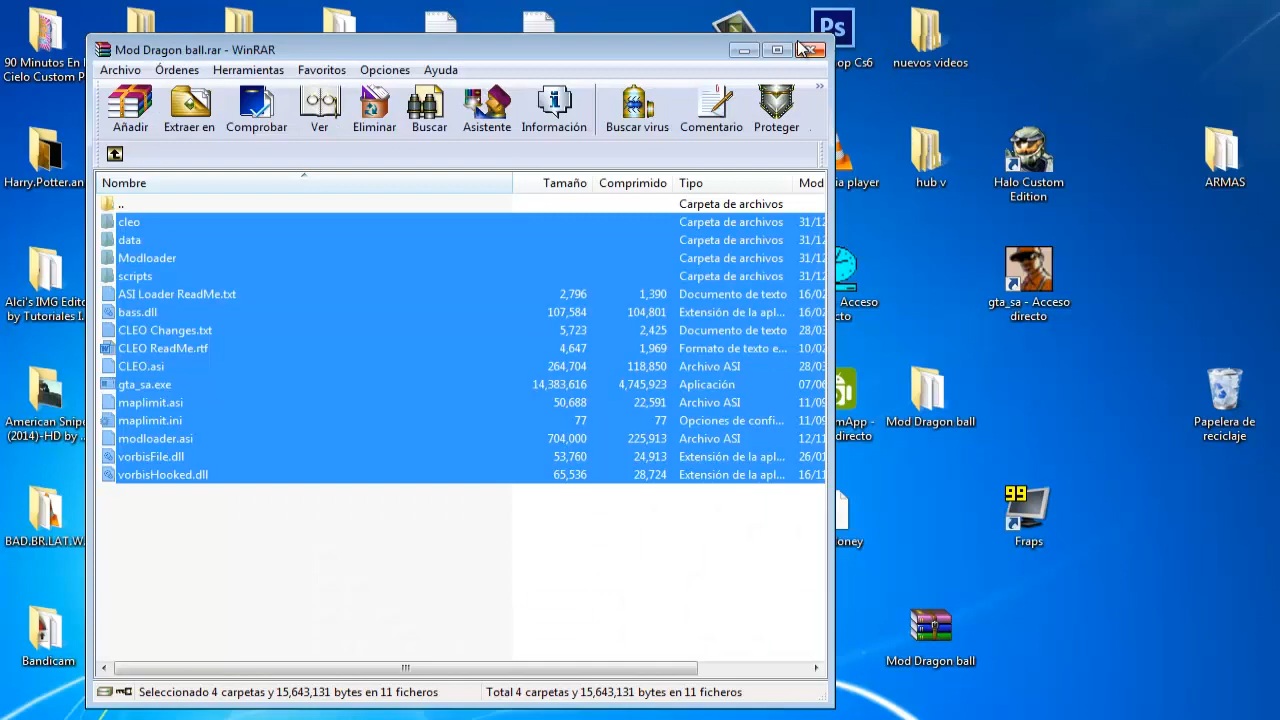 90 Minutos En
Cielo Custom P
Ps
op Cs6
nuevos videos
Mod Dragon ball.rar - WinRAR
Archivo Órdenes Herramientas Favoritos Opciones Ayuda
Añadir Extraer en Comprobar Ver Eliminar Buscar Asistente Información Buscar virus Comentario Proteger
Nombre Tamaño Comprimido Tipo Mod
.. Carpeta de archivos
cleo Carpeta de archivos 31/12
data Carpeta de archivos 31/12
Modloader Carpeta de archivos 31/12
scripts Carpeta de archivos 31/12
ASI Loader ReadMe.txt 2,796 1,390 Documento de texto 16/02
bass.dll 107,584 104,801 Extensión de la apl... 16/02
CLEO Changes.txt 5,723 2,425 Documento de texto 28/03
CLEO ReadMe.rtf 4,647 1,969 Formato de texto e... 10/02
CLEO.asi 264,704 118,850 Archivo ASI 28/03
gta_sa.exe 14,383,616 4,745,923 Aplicación 07/06
maplimit.asi 50,688 22,591 Archivo ASI 11/09
maplimit.ini 77 77 Opciones de confi... 11/09
modloader.asi 704,000 225,913 Archivo ASI 12/11
vorbisFile.dll 53,760 24,913 Extensión de la apl... 26/01
vorbisHooked.dll 65,536 28,724 Extensión de la apl... 16/11
Seleccionado 4 carpetas y 15,643,131 bytes en 11 ficheros Total 4 carpetas y 15,643,131 bytes en 11 ficheros
Harry.Potter.an
ia player
hub v
Halo Custom
Edition
ARMAS
Alci's IMG Edito
by Tutoriales I.
Acceso
cto
gta_sa - Acceso
directo
American Snipe
(2014)-HD by ...
mApp -
directo
Mod Dragon ball
Papelera de
reciclaje
BAD.BR.LAT.W.
oney
99
Fraps
Bandicam
Mod Dragon ball